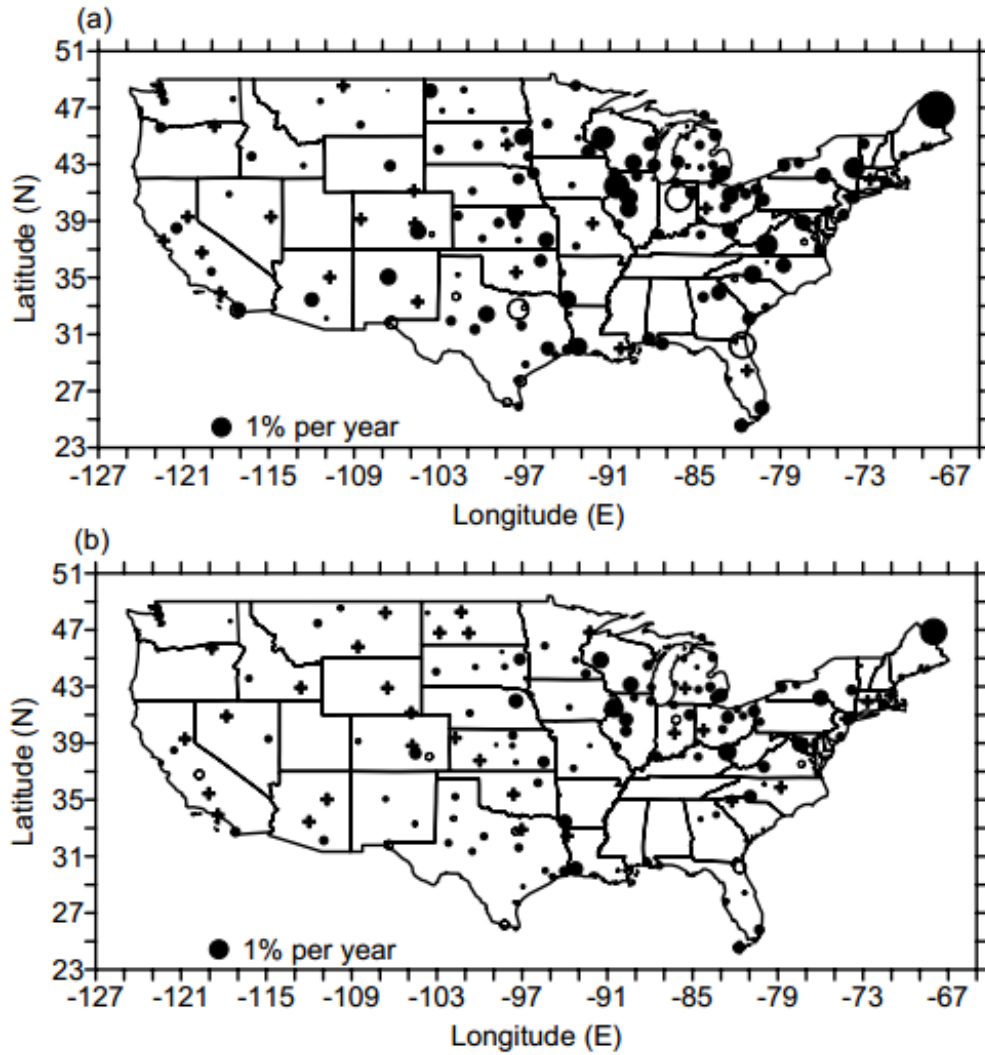 (a)
51
47
43
39
35
31
27
23
Latitude (N)
1% per year
-127 -121 -115 -109 -103 -97 -91 -85 -79 -73 -67
Longitude (E)
(b)
51
47
43
39
35
31
27
23
Latitude (N)
1% per year
-127 -121 -115 -109 -103 -97 -91 -85 -79 -73 -67
Longitude (E)